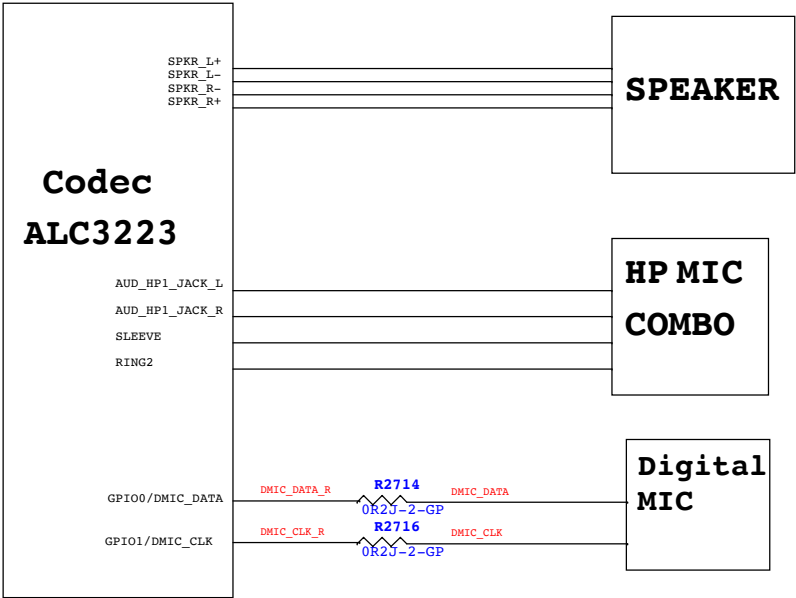 SPKR_L+
SPKR_L-
SPKR_R-
SPKR_R+
SPEAKER
Codec
ALC3223
AUD_HP1_JACK_L
AUD_HP1_JACK_R
SLEEVE
RING2
HP MIC
COMBO
GPIO0/DMIC_DATA
DMIC_DATA_R
R2714
0R2J-2-GP
DMIC_DATA
GPIO1/DMIC_CLK
DMIC_CLK_R
R2716
0R2J-2-GP
DMIC_CLK
Digital
MIC